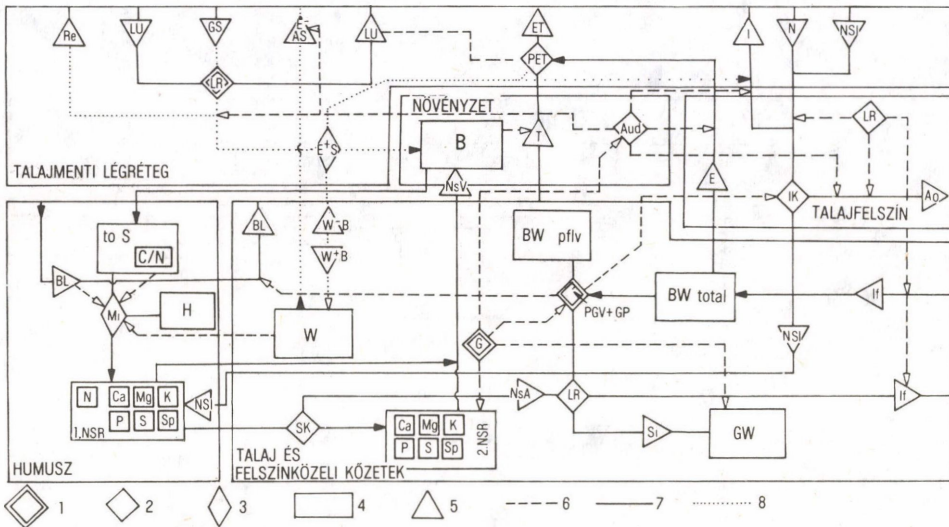 Re
LU
GS
E
AS
LU
ET
I
N
NSJ
LR
PET
LR
NÖVÉNYZET
B
T
Aud
E+S
TALAJMENTI LÉGRÉTEG
NsV
E
IK
Ao
TALAJFELSZÍN
to S
C/N
BL
W-B
W+B
BW pflv
BL
Mi
H
W
PGV+GP
BW total
If
G
NSJ
N
Ca
Mg
K
NS
P
S
Sp
1,NSR
SK
NsA
LR
If
Ca
Mg
K
P
S
Sp
2.NSR
Si
GW
HUMUSZ
TALAJ ÉS
FELSZÍNKÖZELI KŐZETEK
1
2
3
4
5
6
7
8